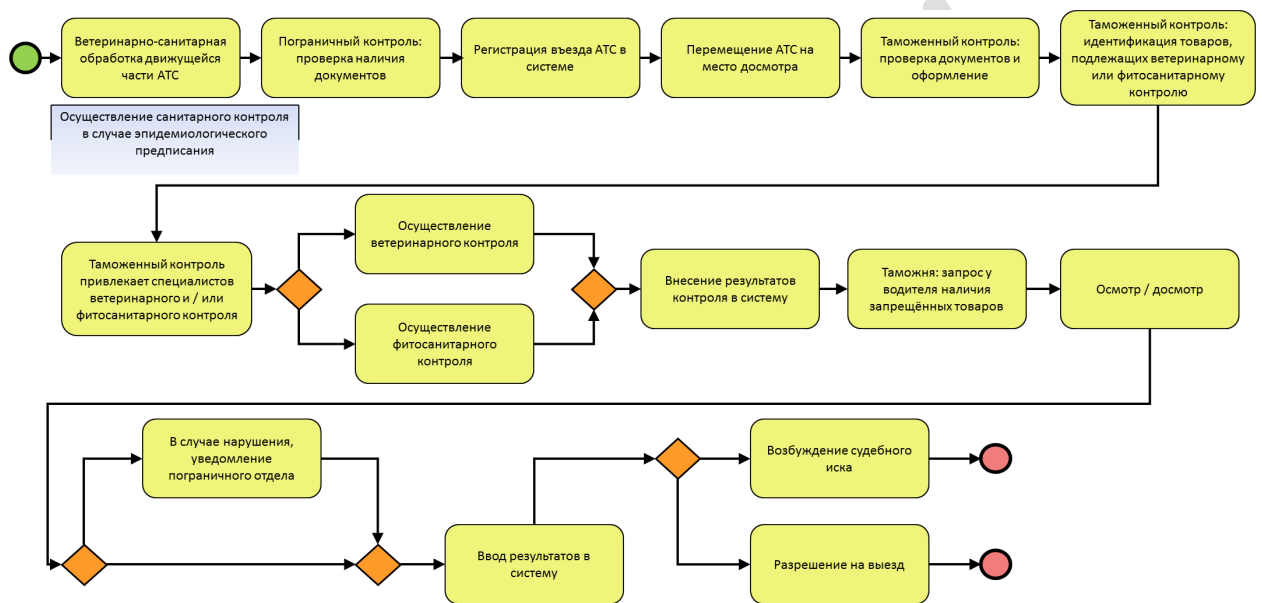 Ветеринарно-санитарная
обработка движущейся
части АТС
Пограничный контроль:
проверка наличия
документов
Регистрация въезда АТС в
системе
Перемещение АТС на
место досмотра
Таможенный контроль:
проверка документов и
оформление
Таможенный контроль:
идентификация товаров,
подлежащих ветеринарному
или фитосанитарному
контролю
Осуществление санитарного контроля
в случае эпидемиологического
предписания
Таможенный контроль
привлекает специалистов
ветеринарного и / или
фитосанитарного контроля
Осуществление
ветеринарного контроля
Осуществление
фитосанитарного
контроля
Внесение результатов
контроля в систему
Таможня: запрос у
водителя наличия
запрещённых товаров
Осмотр / досмотр
В случае нарушения,
уведомление
пограничного отдела
Ввод результатов в
систему
Возбуждение судебного
иска
Разрешение на выезд